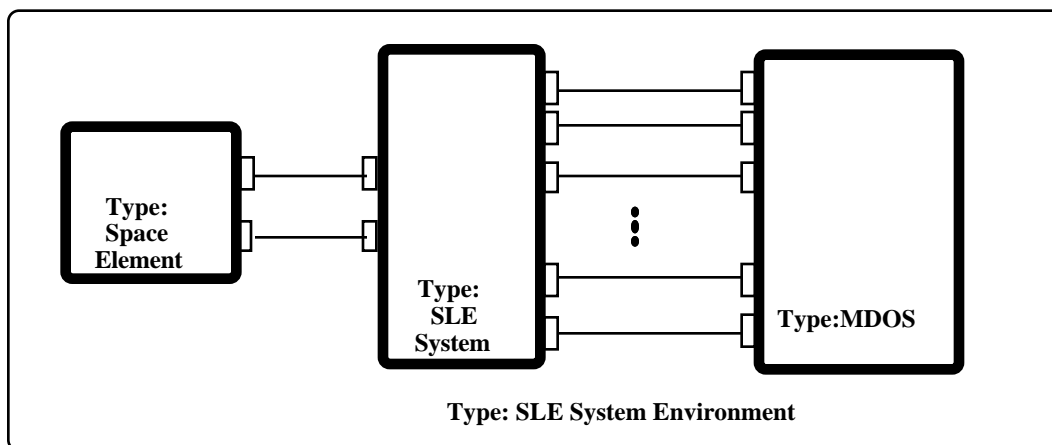 Type:
Space
Element
Type:
SLE
System
Type:MDOS
Type: SLE System Environment